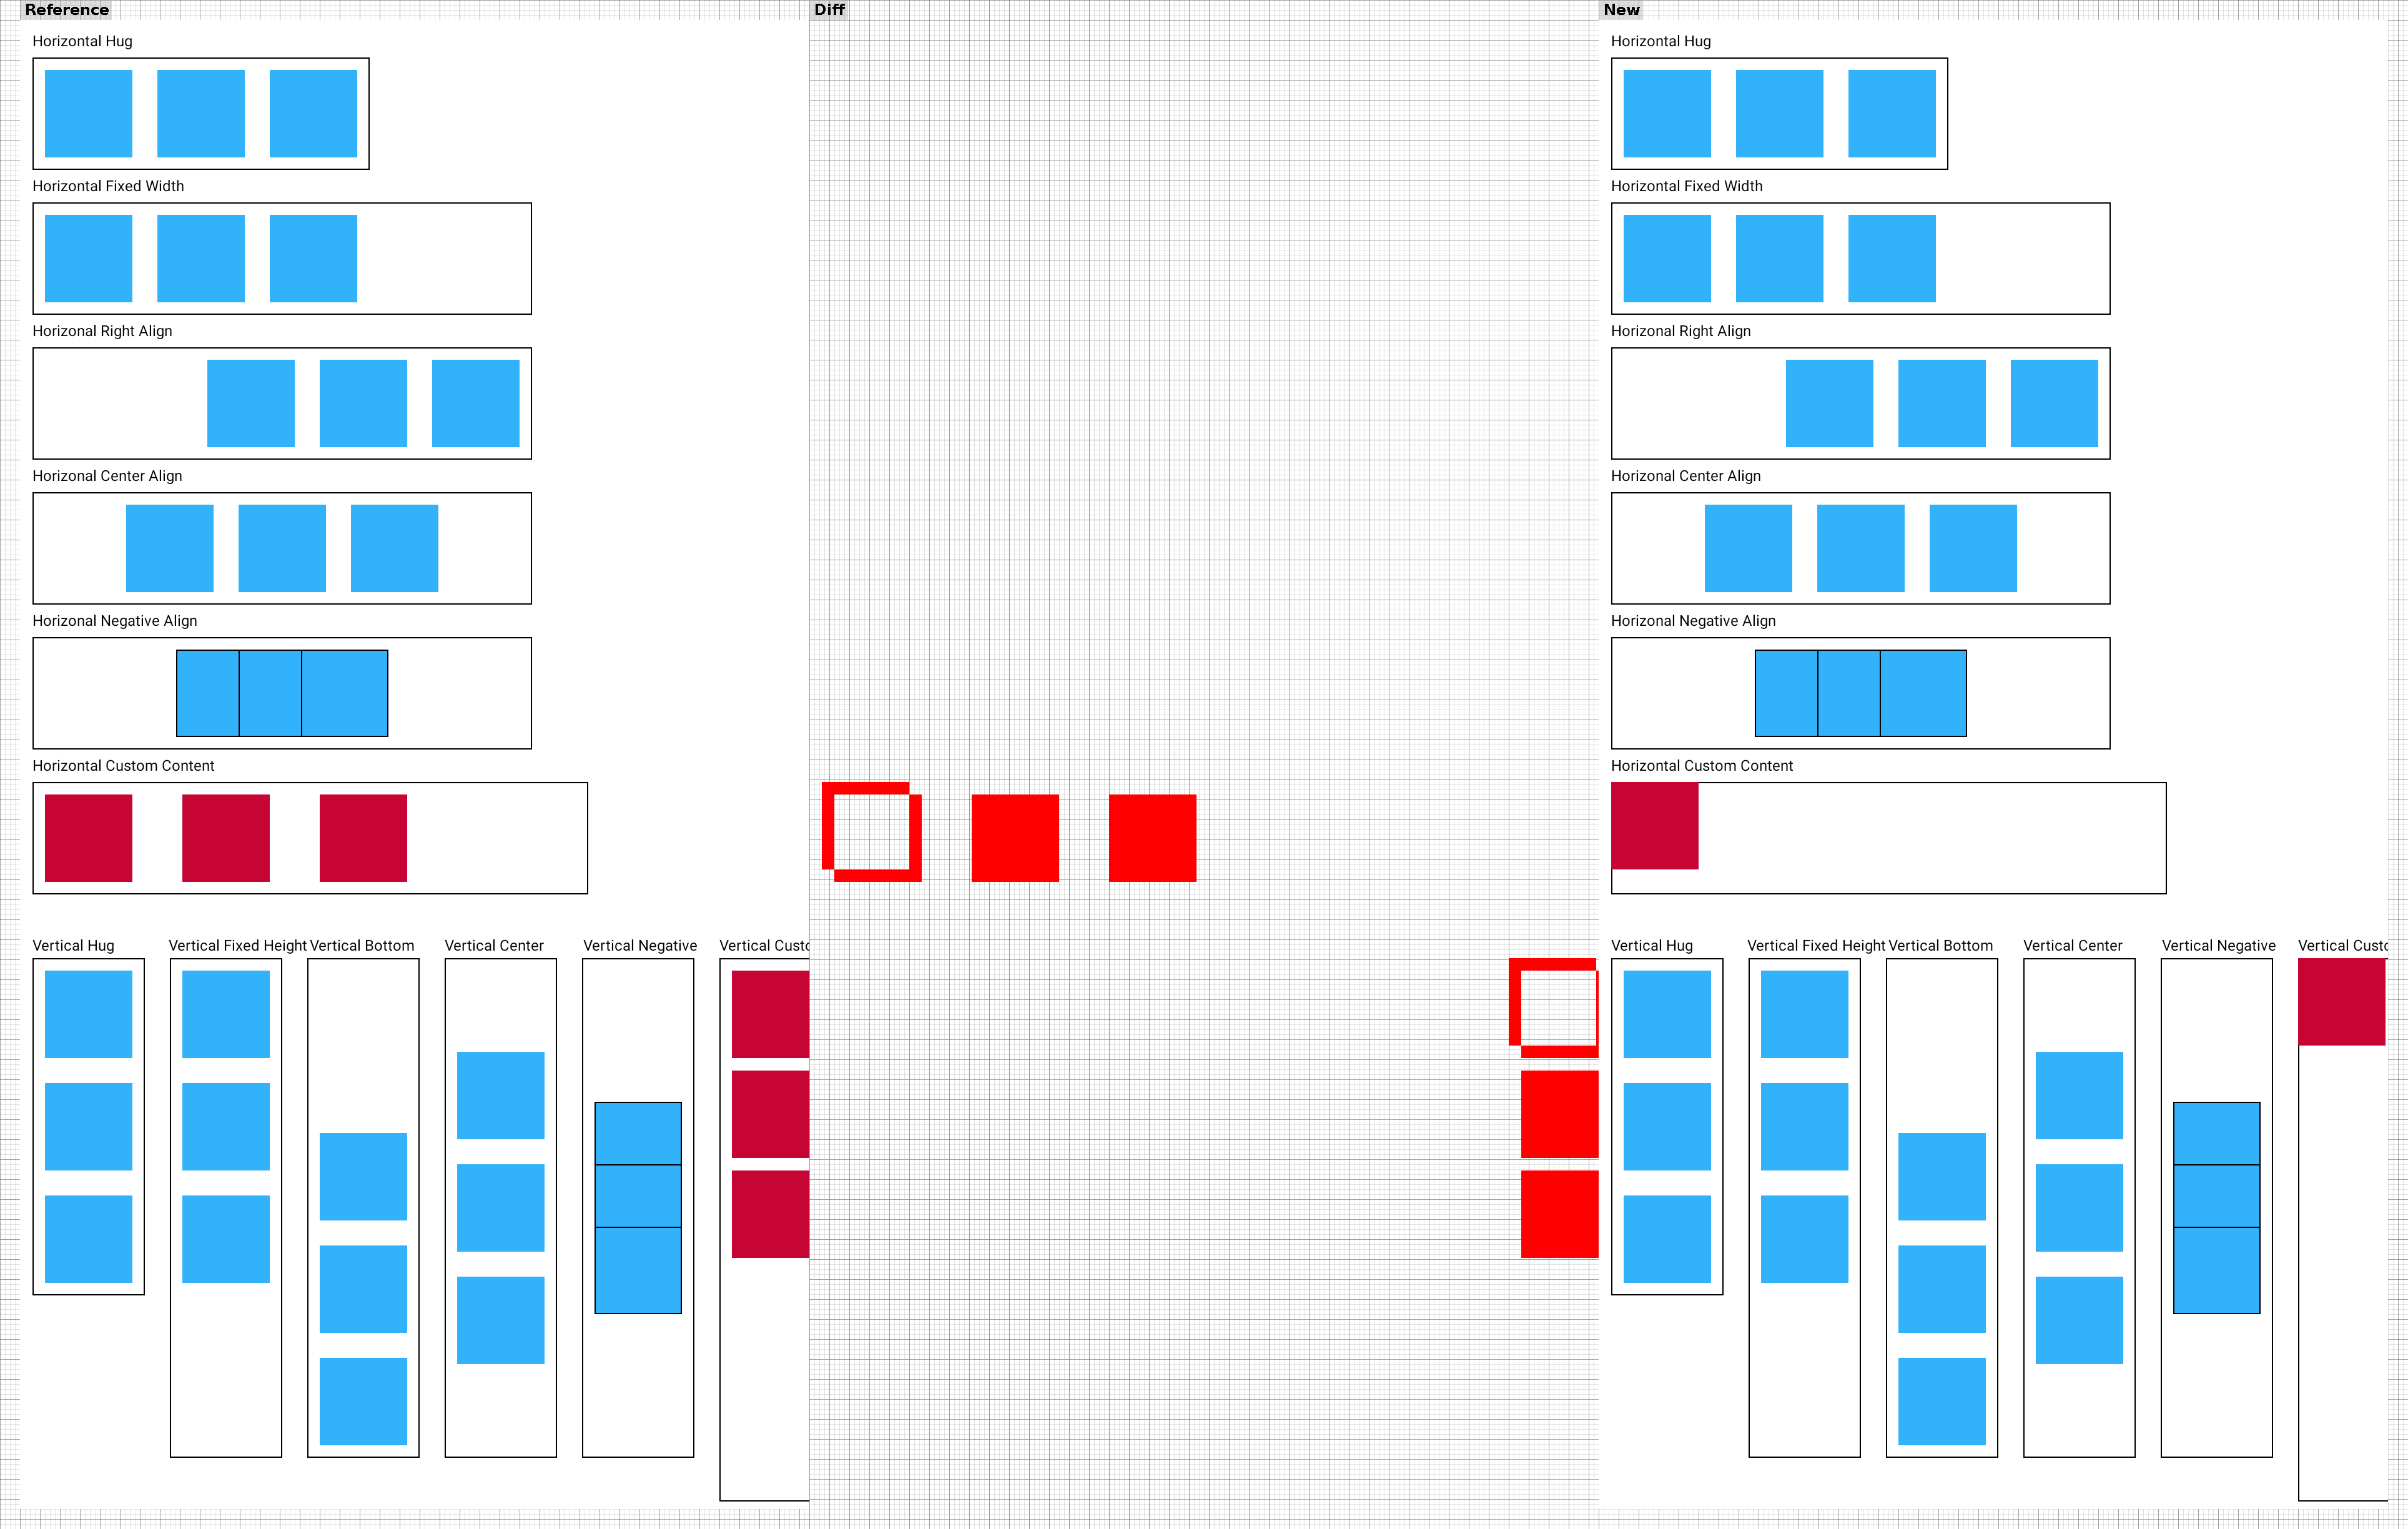 Reference
Diff
New
Horizontal Hug
Horizontal Hug
Horizontal Fixed Width
Horizontal Fixed Width
Horizonal Right Align
Horizonal Right Align
Horizonal Center Align
Horizonal Center Align
Horizonal Negative Align
Horizonal Negative Align
Horizontal Custom Content
Horizontal Custom Content
Vertical Hug
Vertical Fixed Height
Vertical Bottom
Vertical Center
Vertical Negative
Vertical Custo
Vertical Hug
Vertical Fixed Height
Vertical Bottom
Vertical Center
Vertical Negative
Vertical Custo